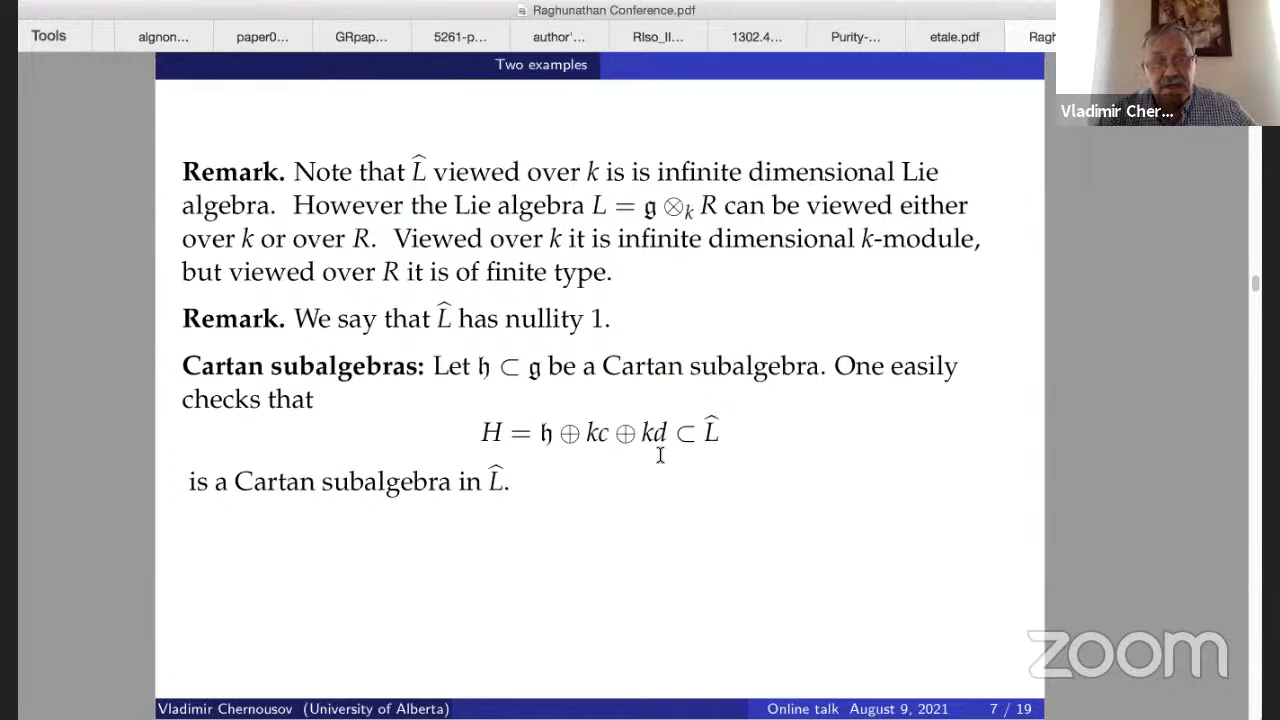 Raghunathan Conference.pdf
Tools algnon... paper0... GRpap... 5261-p... author'... RIso_II... 1302.4... Purity-... etale.pdf Ragh
Two examples
Vladimir Cher...
Remark. Note that L̂ viewed over k is is infinite dimensional Lie
algebra. However the Lie algebra L = 𝔤 ⊗ₖ R can be viewed either
over k or over R. Viewed over k it is infinite dimensional k-module,
but viewed over R it is of finite type.
Remark. We say that L̂ has nullity 1.
Cartan subalgebras: Let 𝔥 ⊂ 𝔤 be a Cartan subalgebra. One easily
checks that
H = 𝔥 ⊕ kc ⊕ kd ⊂ L̂
is a Cartan subalgebra in L̂.
zoom
Vladimir Chernousov (University of Alberta) Online talk August 9, 2021 7 / 19